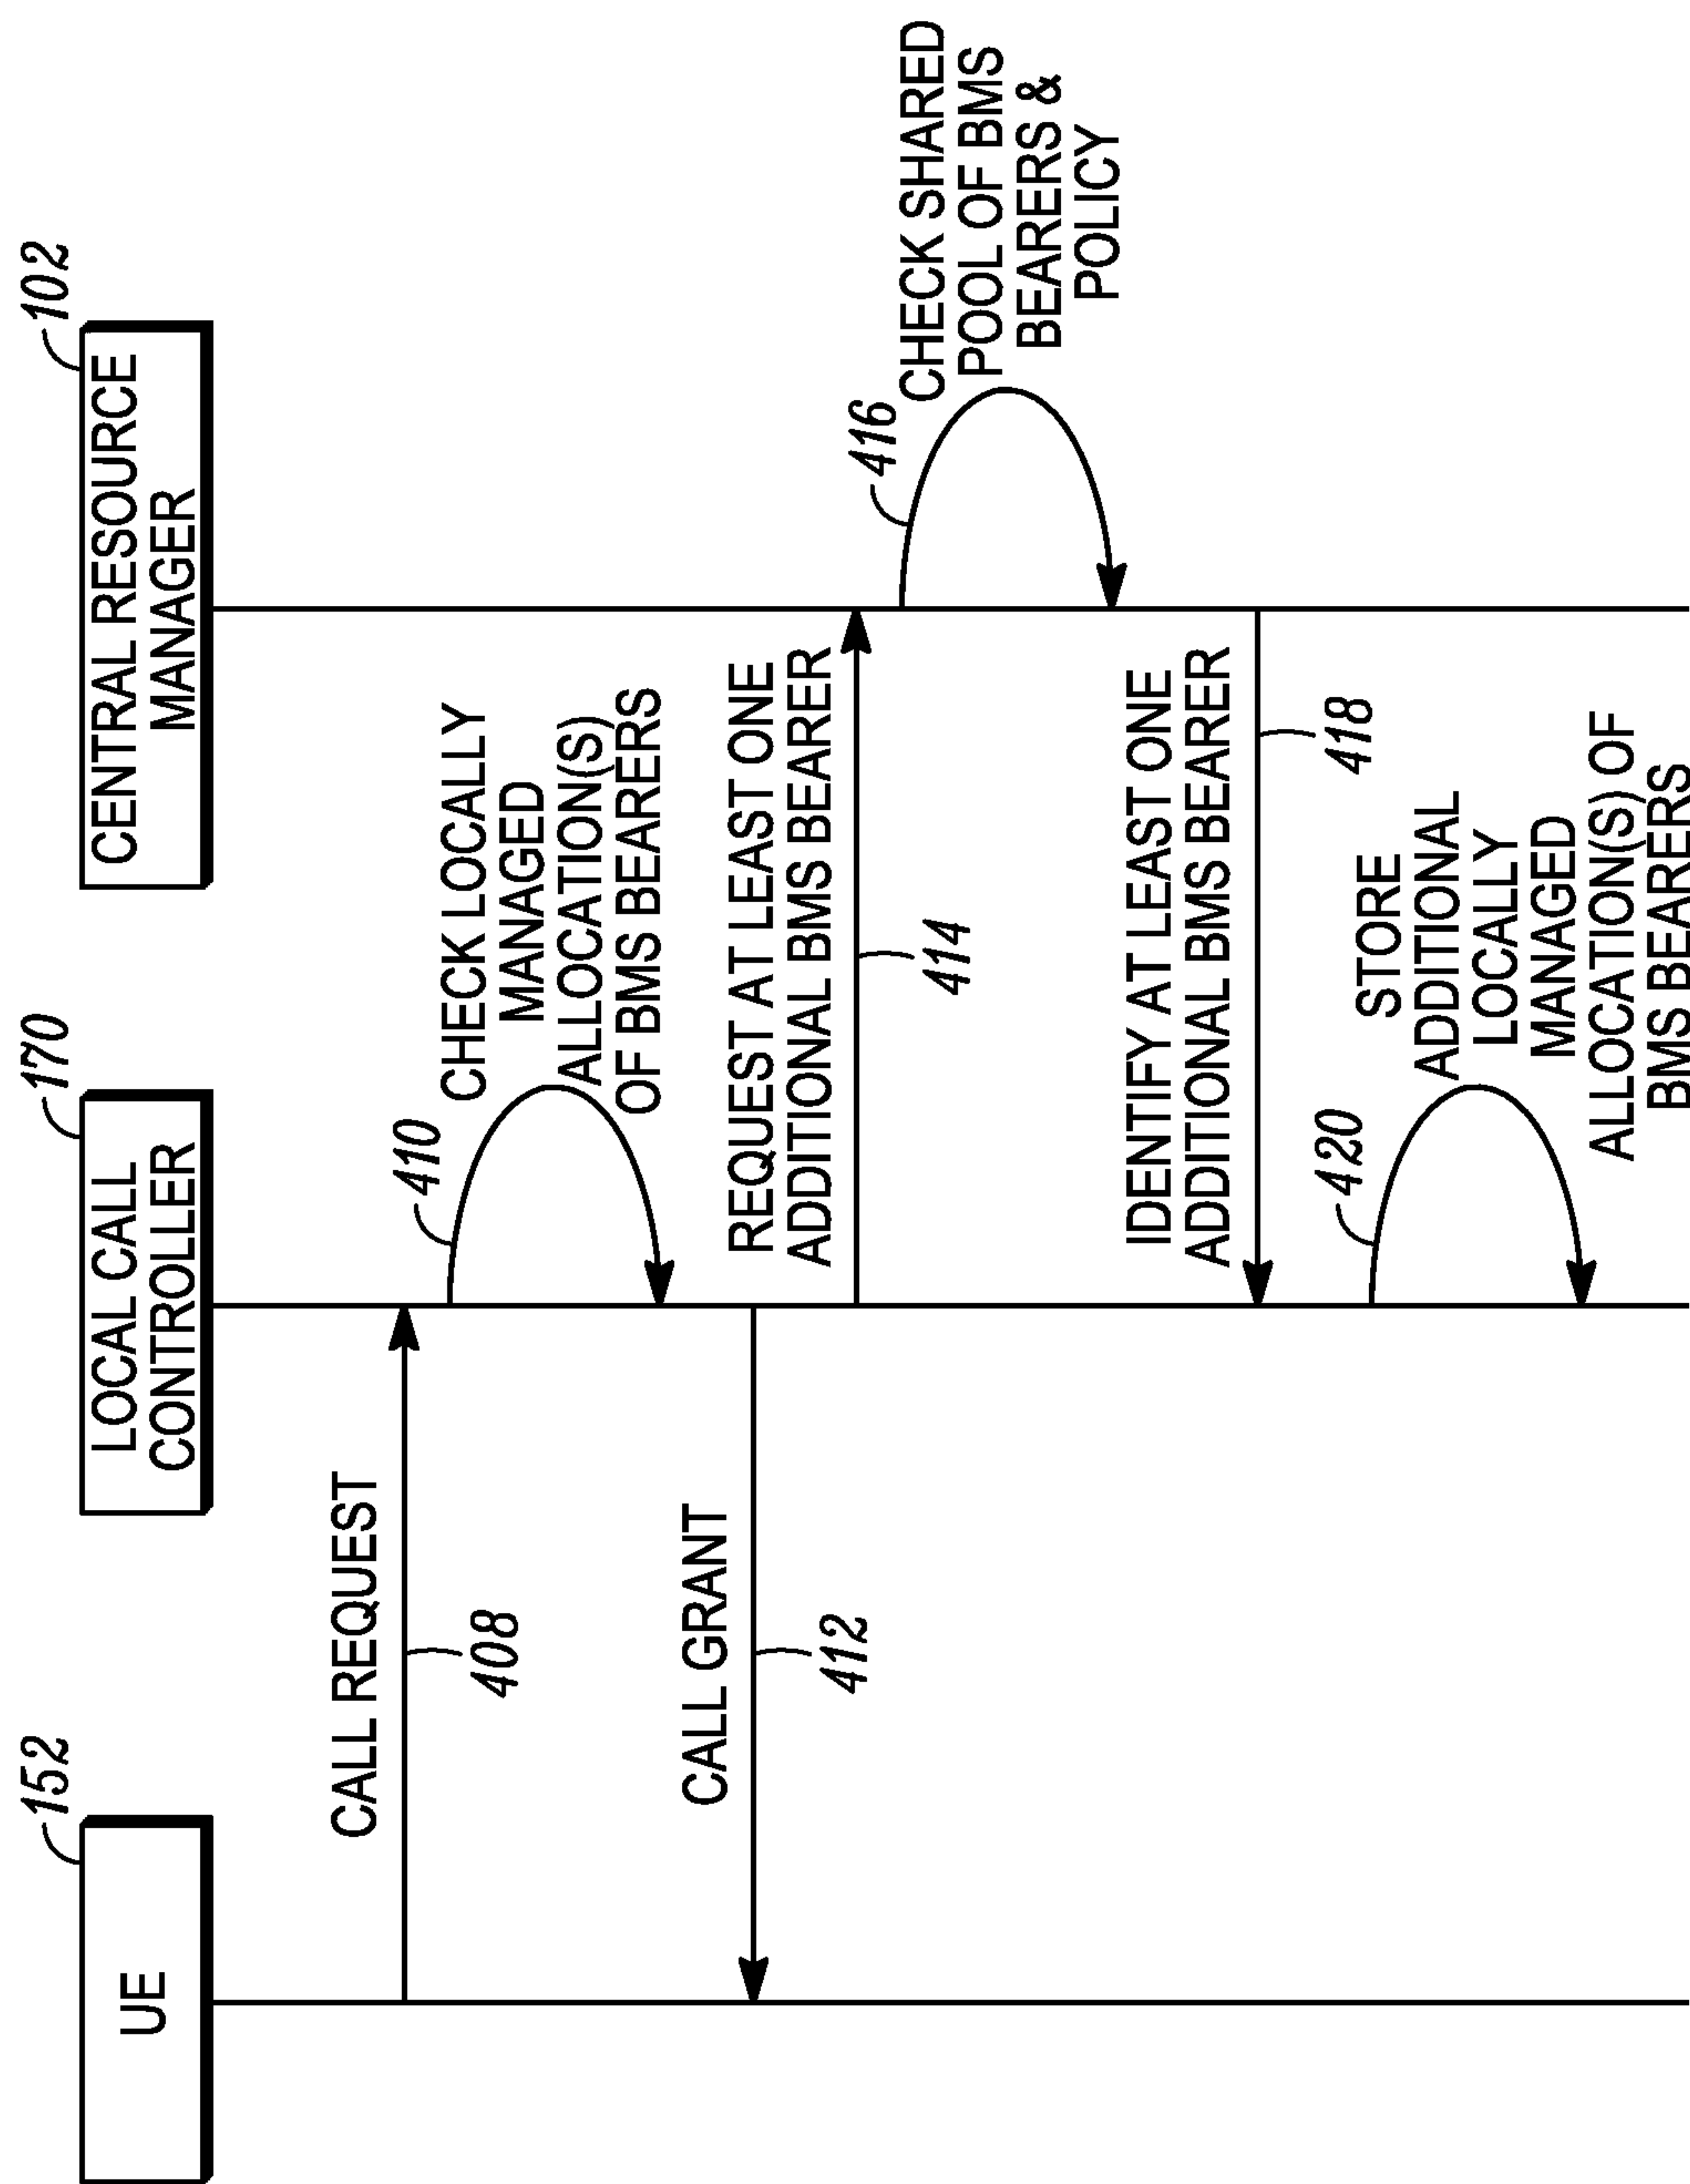 UE
152
LOCAL CALL
CONTROLLER
170
CENTRAL RESOURCE
MANAGER
102
CALL REQUEST
408
410
CHECK LOCALLY
MANAGED
ALLOCATION(S)
OF BMS BEARERS
CALL GRANT
412
REQUEST AT LEAST ONE
ADDITIONAL BMS BEARER
414
416
CHECK SHARED
POOL OF BMS
BEARERS &
POLICY
IDENTIFY AT LEAST ONE
ADDITIONAL BMS BEARER
418
420
STORE
ADDITIONAL
LOCALLY
MANAGED
ALLOCATION(S) OF
BMS BEARERS